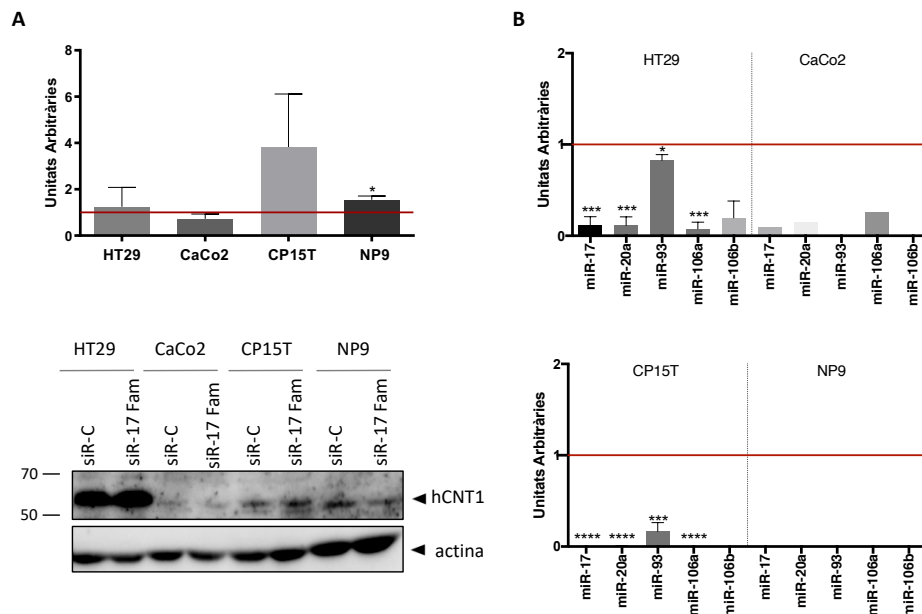 A
Unitats Arbitràries
8
6
4
2
0
*
HT29 CaCo2 CP15T NP9
HT29 CaCo2 CP15T NP9
siR-C
siR-17 Fam
siR-C
siR-17 Fam
siR-C
siR-17 Fam
siR-C
siR-17 Fam
70
50
hCNT1
actina
B
Unitats Arbitràries
2
1
0
HT29 CaCo2
*** *** * ***
miR-17
miR-20a
miR-93
miR-106a
miR-106b
miR-17
miR-20a
miR-93
miR-106a
miR-106b
Unitats Arbitràries
2
1
0
CP15T NP9
**** **** *** ****
miR-17
miR-20a
miR-93
miR-106a
miR-106b
miR-17
miR-20a
miR-93
miR-106a
miR-106b